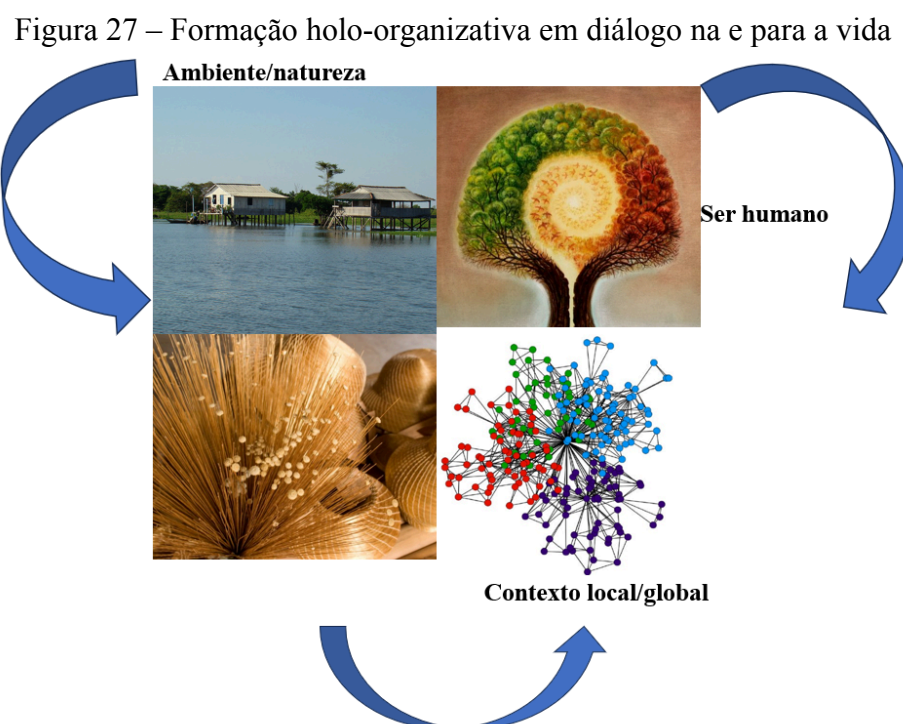 Figura 27 – Formação holo-organizativa em diálogo na e para a vida
Ambiente/natureza
Ser humano
Contexto local/global